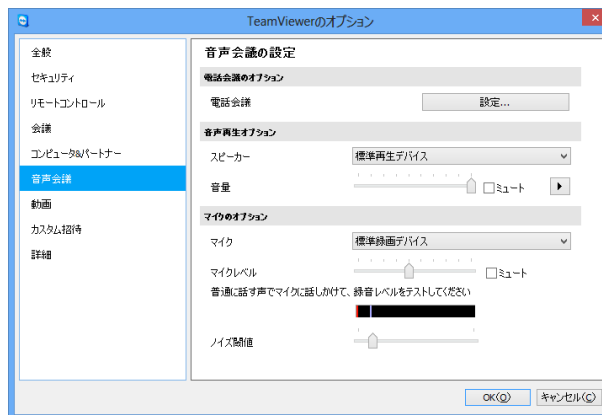 TeamViewerのオプション
全般
セキュリティ
リモートコントロール
会議
コンピュータ&パートナー
音声会議
動画
カスタム招待
詳細
音声会議の設定
電話会議のオプション
電話会議
設定...
音声再生オプション
スピーカー
標準再生デバイス
音量
ミュート
マイクのオプション
マイク
標準録画デバイス
マイクレベル
ミュート
普通に話す声でマイクに話しかけて、録音レベルをテストしてください
ノイズ閾値
OK(O)
キャンセル(C)